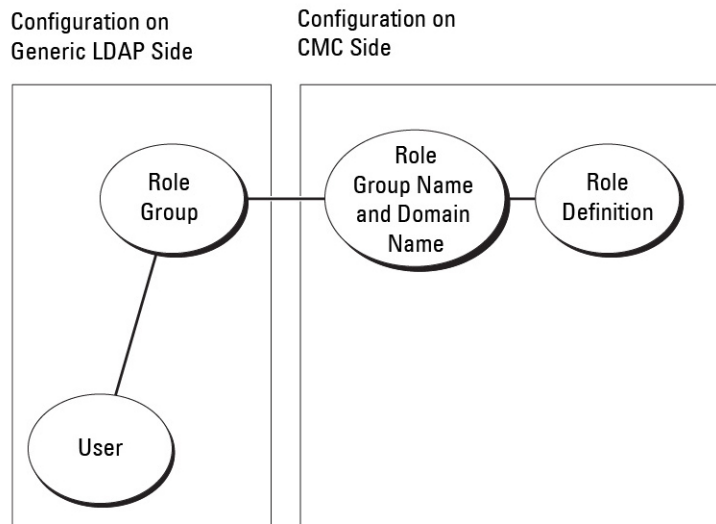 Configuration on
Generic LDAP Side
Configuration on
CMC Side
Role
Group
Role
Group Name
and Domain
Name
Role
Definition
User